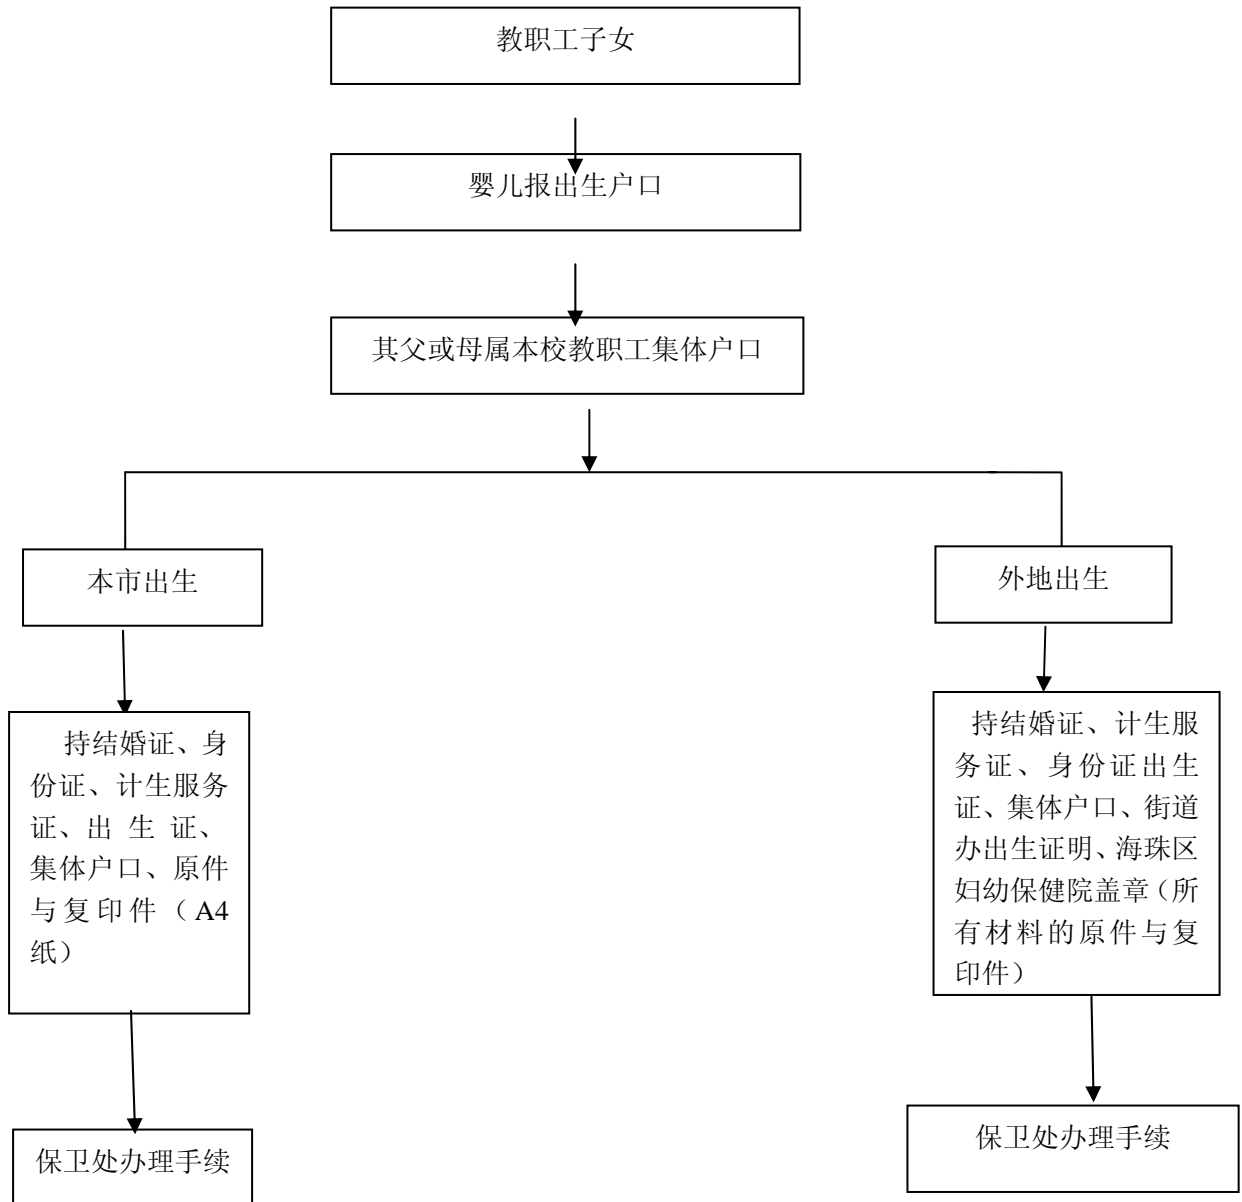 教职工子女
婴儿报出生户口
其父或母属本校教职工集体户口
本市出生
外地出生
持结婚证、身
份证、计生服务
证、出 生 证、
集体户口、原件
与复印件（A4
纸）
持结婚证、计生服
务证、身份证出生
证、集体户口、街道
办出生证明、海珠区
妇幼保健院盖章（所
有材料的原件与复
印件）
保卫处办理手续
保卫处办理手续